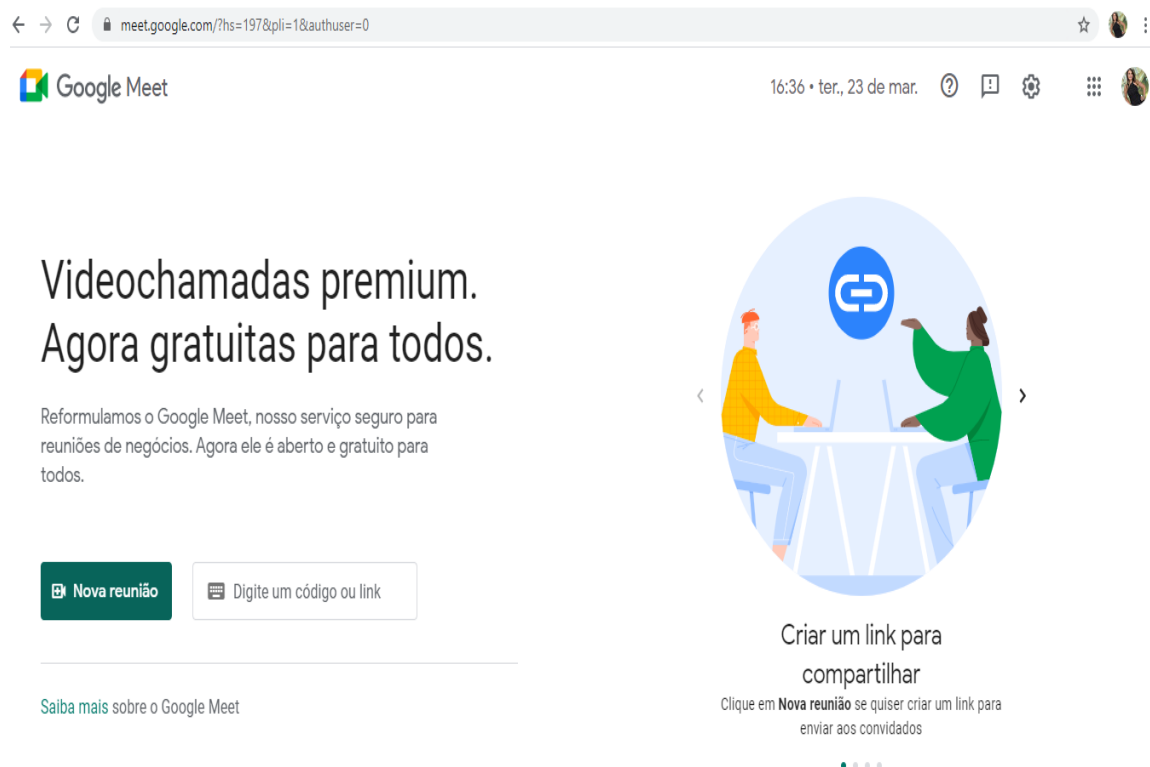 meet.google.com/?hs=197&pli=1&authuser=0
Google Meet
16:36 • ter., 23 de mar.
Videochamadas premium.
Agora gratuitas para todos.
Reformulamos o Google Meet, nosso serviço seguro para
reuniões de negócios. Agora ele é aberto e gratuito para
todos.
Nova reunião
Digite um código ou link
Saiba mais sobre o Google Meet
Criar um link para
compartilhar
Clique em Nova reunião se quiser criar um link para
enviar aos convidados